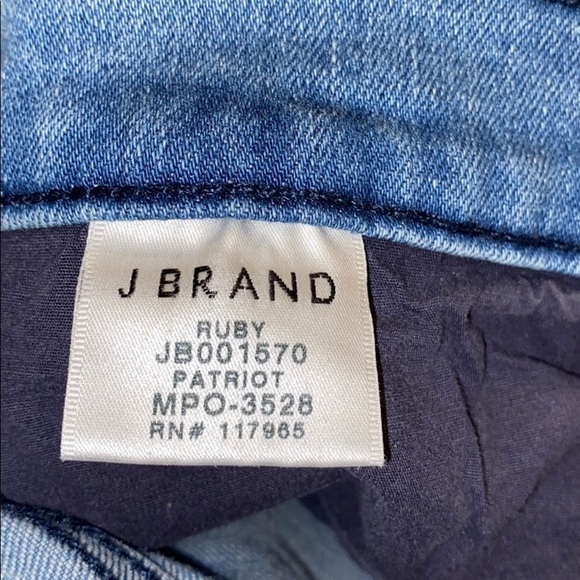 J BRAND
RUBY
JB001570
PATRIOT
MPO-3528
RN# 117965